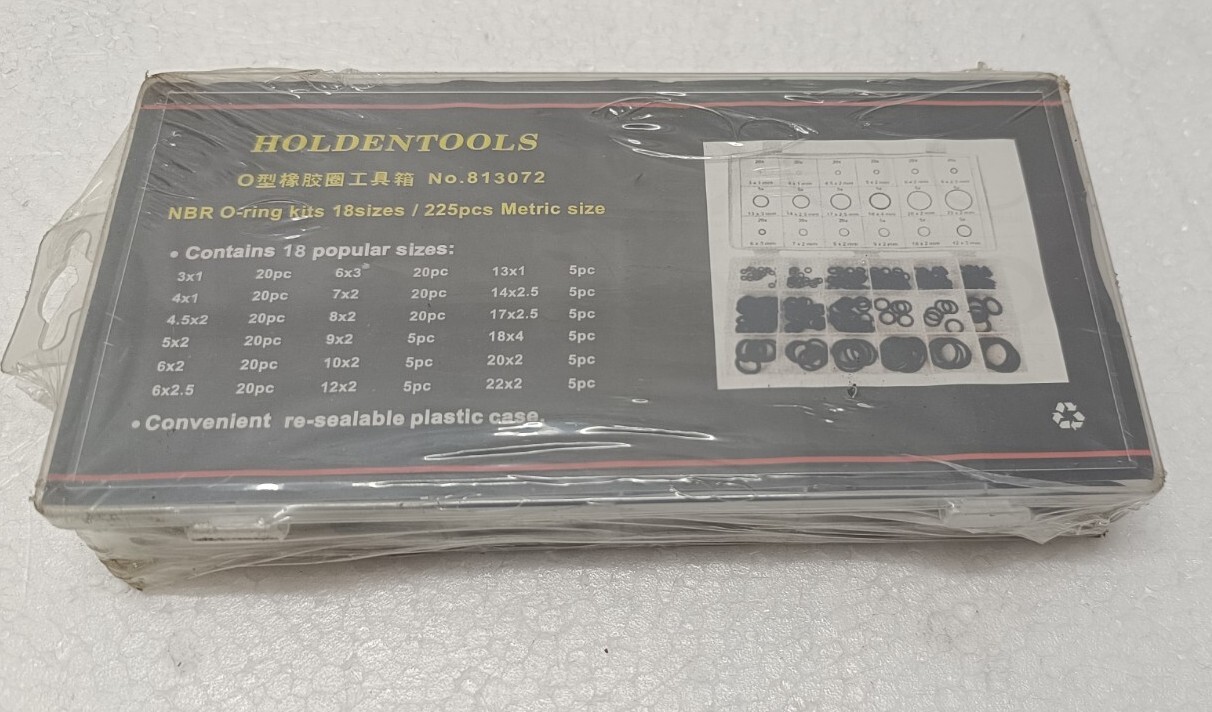 HOLDENTOOLS
O型橡胶圈工具箱 No.813072
NBR O-ring kits 18sizes / 225pcs Metric size
• Contains 18 popular sizes:
3x1 20pc 6x3 20pc 13x1 5pc
4x1 20pc 7x2 20pc 14x2.5 5pc
4.5x2 20pc 8x2 20pc 17x2.5 5pc
5x2 20pc 9x2 5pc 18x4 5pc
6x2 20pc 10x2 5pc 20x2 5pc
6x2.5 20pc 12x2 5pc 22x2 5pc
• Convenient re-sealable plastic case.